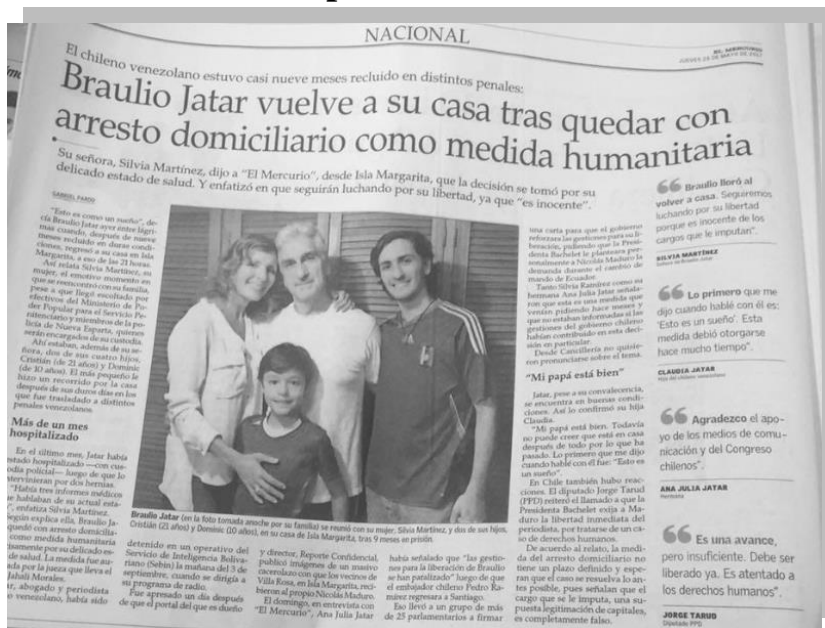 NACIONAL
EL MERCURIO
JUEVES 25 DE MAYO DE 2017
El chileno venezolano estuvo casi nueve meses recluido en distintos penales:
Braulio Jatar vuelve a su casa tras quedar con
arresto domiciliario como medida humanitaria
Su señora, Silvia Martínez, dijo a "El Mercurio", desde Isla Margarita, que la decisión se tomó por su
delicado estado de salud. Y enfatizó en que seguirán luchando por su libertad, ya que "es inocente".
GABRIEL PARDO
"Esto es como un sueño", de-
cía Braulio Jatar ayer entre lágri-
mas cuando, después de nueve
meses recluido en duras condi-
ciones, regresó a su casa en Isla
Margarita, a eso de las 21 horas.
Así relata Silvia Martínez, su
mujer, el emotivo momento en
que se reencontró con su familia,
pese a que llegó escoltado por
efectivos del Ministerio de Po-
der Popular para el Servicio Pe-
nitenciario y miembros de la po-
licía de Nueva Esparta, quienes
serán encargados de su custodia.
Ahí estaban, además de su se-
ñora, dos de sus cuatro hijos,
Cristián (de 21 años) y Dominic
(de 10 años). El más pequeño le
hizo un recorrido por la casa
después de sus duros días en los
que fue trasladado a distintos
penales venezolanos.
Más de un mes
hospitalizado
En el último mes, Jatar había
estado hospitalizado —con cus-
todia policial— luego de que lo
intervinieran por dos hernias.
"Había tres informes médicos
que hablaban de su actual esta-
do", enfatiza Silvia Martínez.
Según explica ella, Braulio Ja-
tar quedó con arresto domicilia-
rio como medida humanitaria
por su delicado es-
tado de salud. La medida fue au-
por la jueza que lleva el
Jahali Morales.
abogado y periodista
venezolano, había sido
Braulio Jatar (en la foto tomada anoche por su familia) se reunió con su mujer, Silvia Martínez, y dos de sus hijos,
Cristián (21 años) y Dominic (10 años), en su casa de Isla Margarita, tras 9 meses en prisión.
detenido en un operativo del
Servicio de Inteligencia Boliva-
riano (Sebin) la mañana del 3 de
septiembre, cuando se dirigía a
su programa de radio.
Fue apresado un día después
de que el portal del que es dueño
y director, Reporte Confidencial,
publicó imágenes de un masivo
cacerolazo con que los vecinos de
Villa Rosa, en Isla Margarita, reci-
bieron al propio Nicolás Maduro.
El domingo, en entrevista con
"El Mercurio", Ana Julia Jatar
había señalado que "las gestio-
nes para la liberación de Braulio
se han paralizado" luego de que
el embajador chileno Pedro Ra-
mírez regresara a Santiago.
Eso llevó a un grupo de más
de 25 parlamentarios a firmar
una carta para que el gobierno
reforzara las gestiones para su li-
beración, pidiendo que la Presi-
denta Bachelet le planteara per-
sonalmente a Nicolás Maduro la
demanda durante el cambio de
mando de Ecuador.
Tanto Silvia Ramírez como su
hermana Ana Julia Jatar señala-
ron que esta es una medida que
venían pidiendo hace meses y
que no estaban informadas si las
gestiones del gobierno chileno
habían contribuido en esta deci-
sión en particular.
Desde Cancillería no quisie-
ron pronunciarse sobre el tema.
"Mi papá está bien"
Jatar, pese a su convalecencia,
se encuentra en buenas condi-
ciones. Así lo confirmó su hija
Claudia.
"Mi papá está bien. Todavía
no puede creer que está en casa
después de todo por lo que ha
pasado. Lo primero que me dijo
cuando hablé con él fue: "Esto es
un sueño".
En Chile también hubo reac-
ciones. El diputado Jorge Tarud
(PPD) reiteró el llamado a que la
Presidenta Bachelet exija a Ma-
duro la libertad inmediata del
periodista, por tratarse de un ca-
so de derechos humanos.
De acuerdo al relato, la medi-
da del arresto domiciliario no
tiene un plazo definido y espe-
ran que el caso se resuelva lo an-
tes posible, pues señalan que el
cargo que se le imputa, una su-
puesta legitimación de capitales,
es completamente falso.
Braulio lloró al
volver a casa. Seguiremos
luchando por su libertad
porque es inocente de los
cargos que le imputan".
SILVIA MARTÍNEZ
Señora de Braulio Jatar
Lo primero que me
dijo cuando hablé con él es:
'Esto es un sueño'. Esta
medida debió otorgarse
hace mucho tiempo".
CLAUDIA JATAR
Hija del chileno venezolano
Agradezco el apo-
yo de los medios de comu-
nicación y del Congreso
chilenos".
ANA JULIA JATAR
Hermana
Es una avance,
pero insuficiente. Debe ser
liberado ya. Es atentado a
los derechos humanos".
JORGE TARUD
Diputado PPD